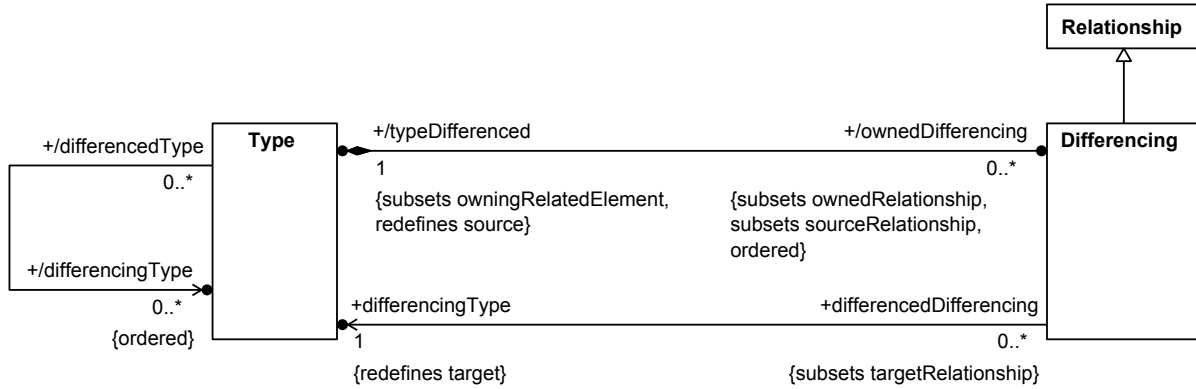 Relationship
+/differencedType
Type
+/typeDifferenced
+/ownedDifferencing
Differencing
0..*
1
0..*
{subsets owningRelatedElement,
redefines source}
{subsets ownedRelationship,
subsets sourceRelationship,
ordered}
+/differencingType
0..*
{ordered}
+differencingType
+differencedDifferencing
1
0..*
{redefines target}
{subsets targetRelationship}